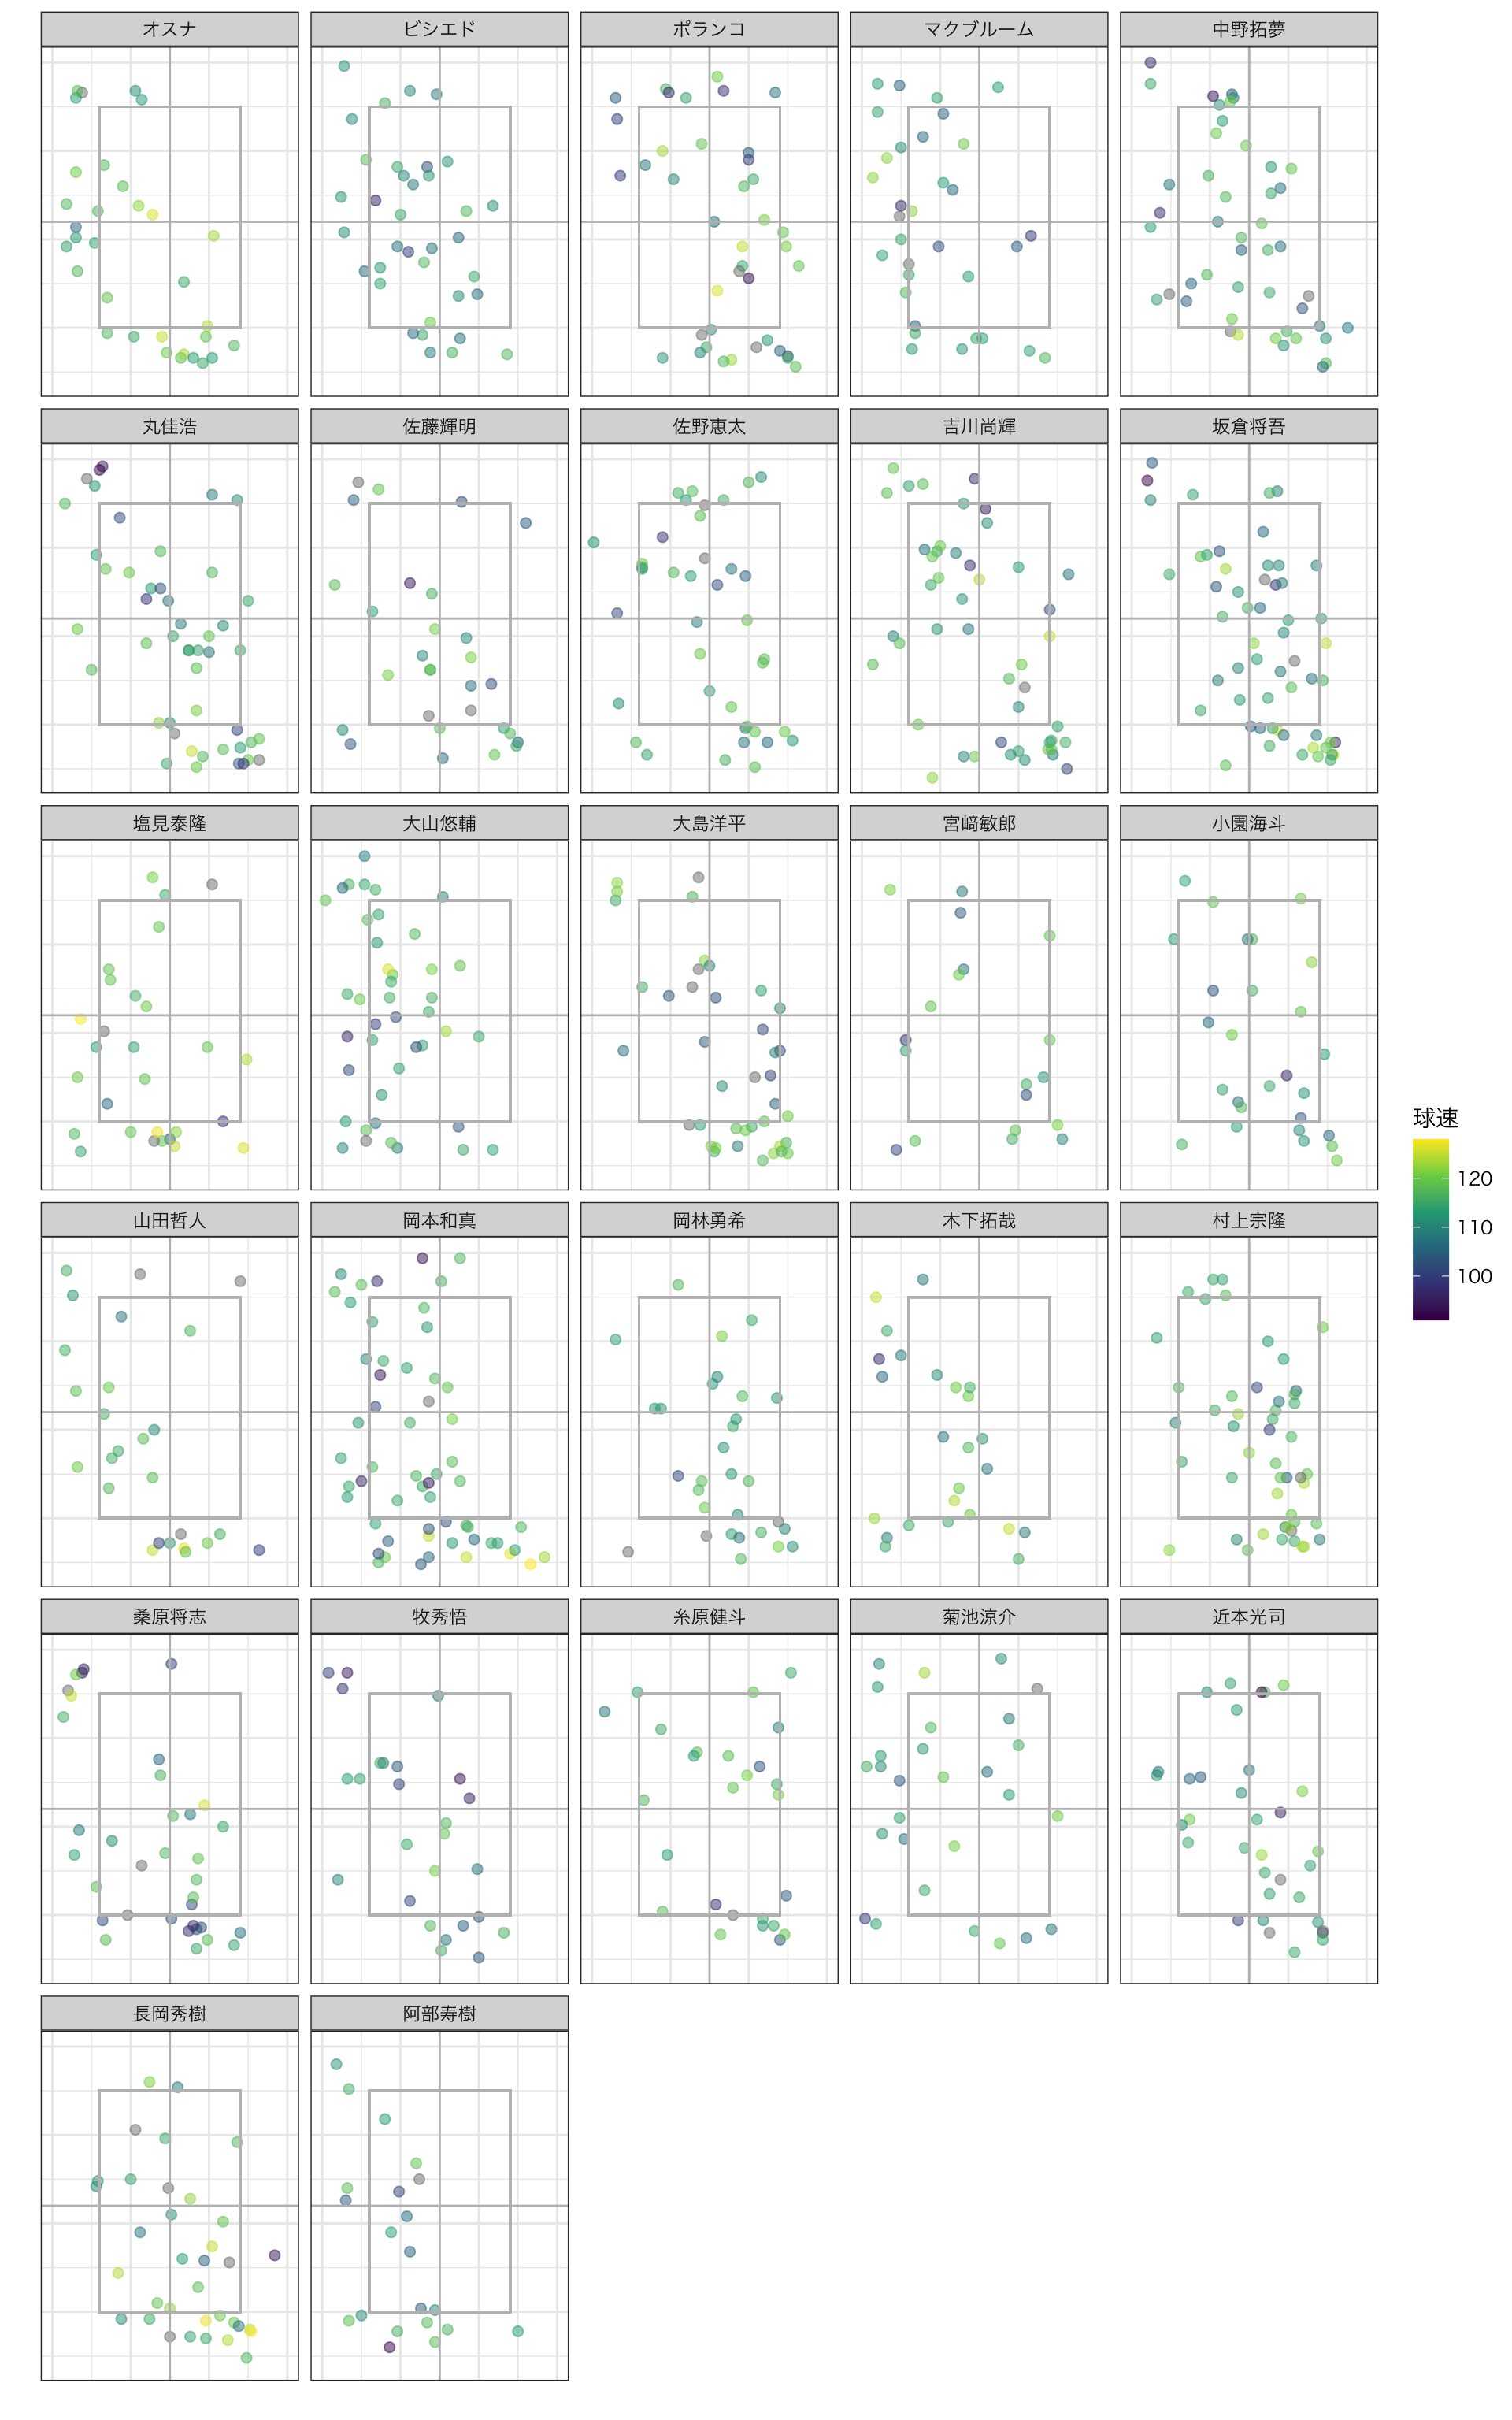 オスナ
ビシエド
ポランコ
マクブルーム
中野拓夢
丸佳浩
佐藤輝明
佐野恵太
吉川尚輝
坂倉将吾
塩見泰隆
大山悠輔
大島洋平
宮﨑敏郎
小園海斗
球速
120
110
100
山田哲人
岡本和真
岡林勇希
木下拓哉
村上宗隆
桑原将志
牧秀悟
糸原健斗
菊池涼介
近本光司
長岡秀樹
阿部寿樹